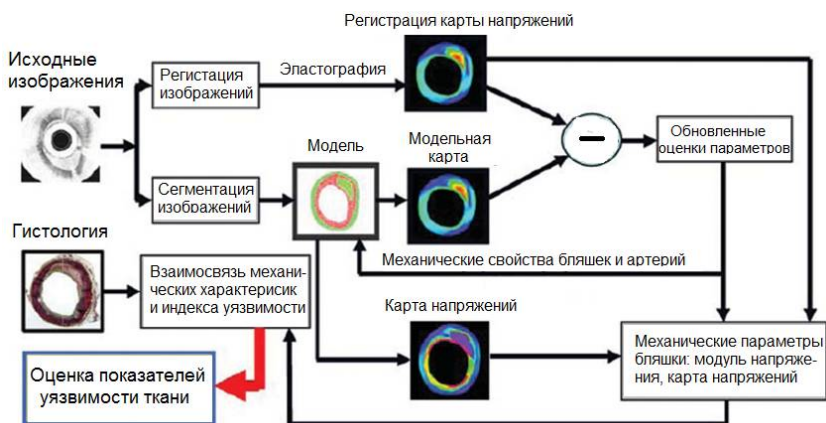 Регистрация карты напряжений
Исходные
изображения
Регистация
изображений
Эластография
Модель
Модельная
карта
Обновленные
оценки параметров
Сегментация
изображений
Гистология
Механические свойства бляшек и артерий
Взаимосвязь механи-
ческих характерисик
и индекса уязвимости
Карта напряжений
Механические параметры
бляшки: модуль напряже-
ния, карта напряжений
Оценка показателей
уязвимости ткани